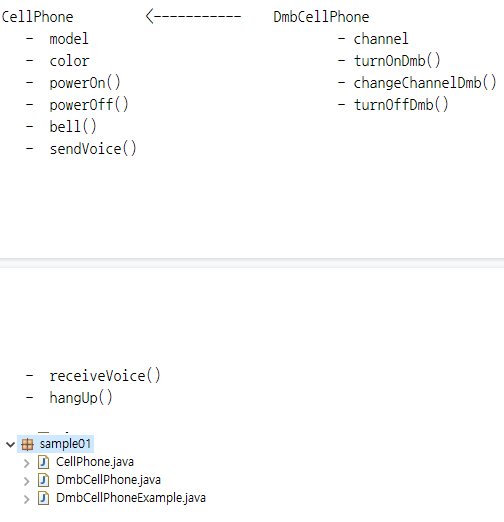 CellPhone <----------- DmbCellPhone
- model - channel
- color - turnOnDmb()
- powerOn() - changeChannelDmb()
- powerOff() - turnOffDmb()
- bell()
- sendVoice()
- receiveVoice()
- hangUp()
sample01
CellPhone.java
DmbCellPhone.java
DmbCellPhoneExample.java